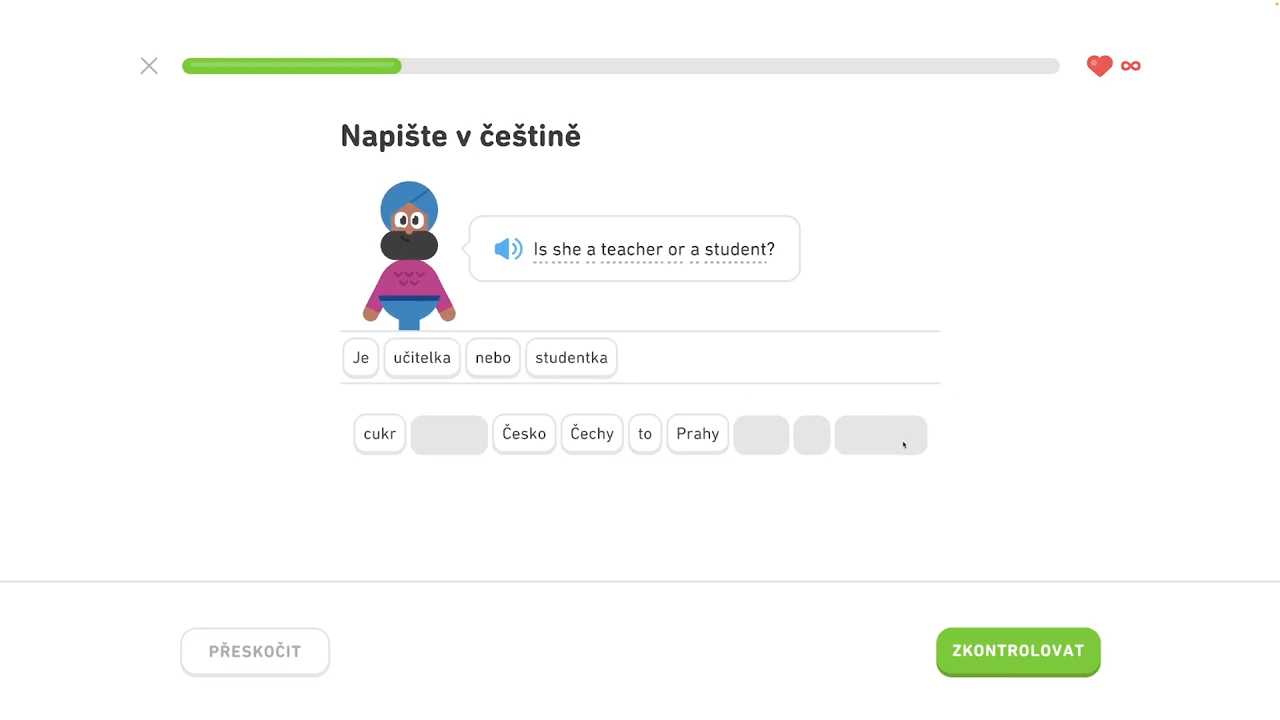 ∞
Napište v češtině
Is she a teacher or a student?
Je učitelka nebo studentka
cukr Česko Čechy to Prahy
PŘESKOČIT ZKONTROLOVAT